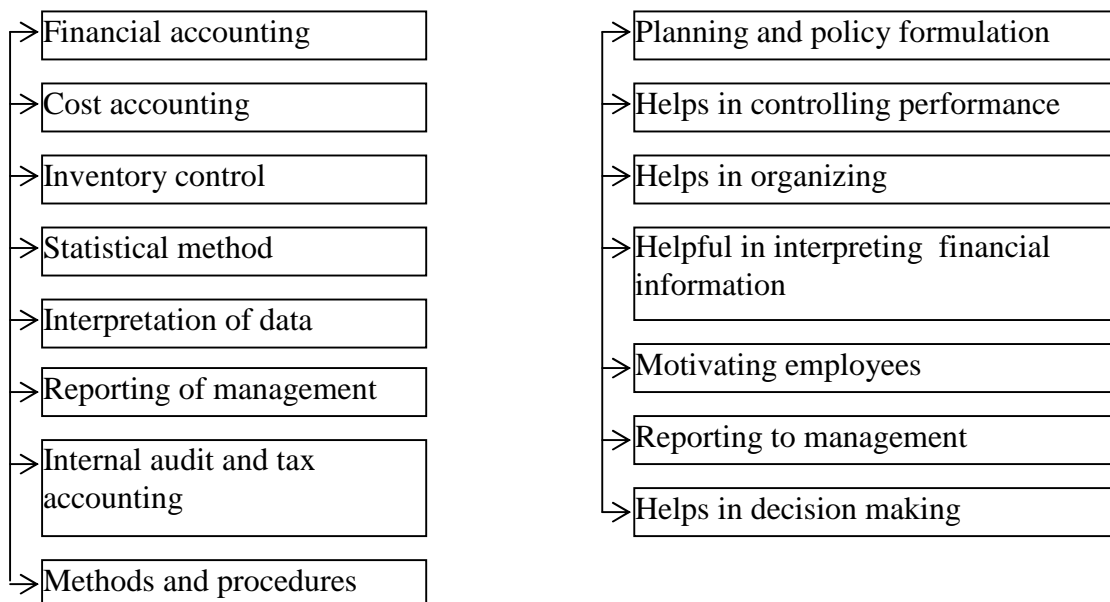 Financial accounting
Cost accounting
Inventory control
Statistical method
Interpretation of data
Reporting of management
Internal audit and tax
accounting
Methods and procedures
Planning and policy formulation
Helps in controlling performance
Helps in organizing
Helpful in interpreting  financial
information
Motivating employees
Reporting to management
Helps in decision making